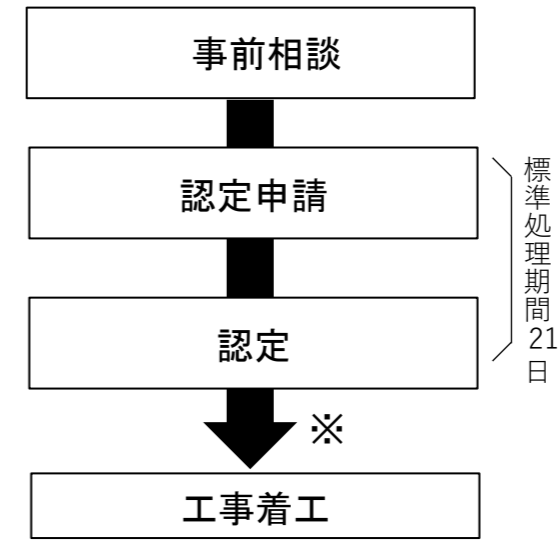 事前相談
認定申請
標準処理期間21日
認定
※
工事着工